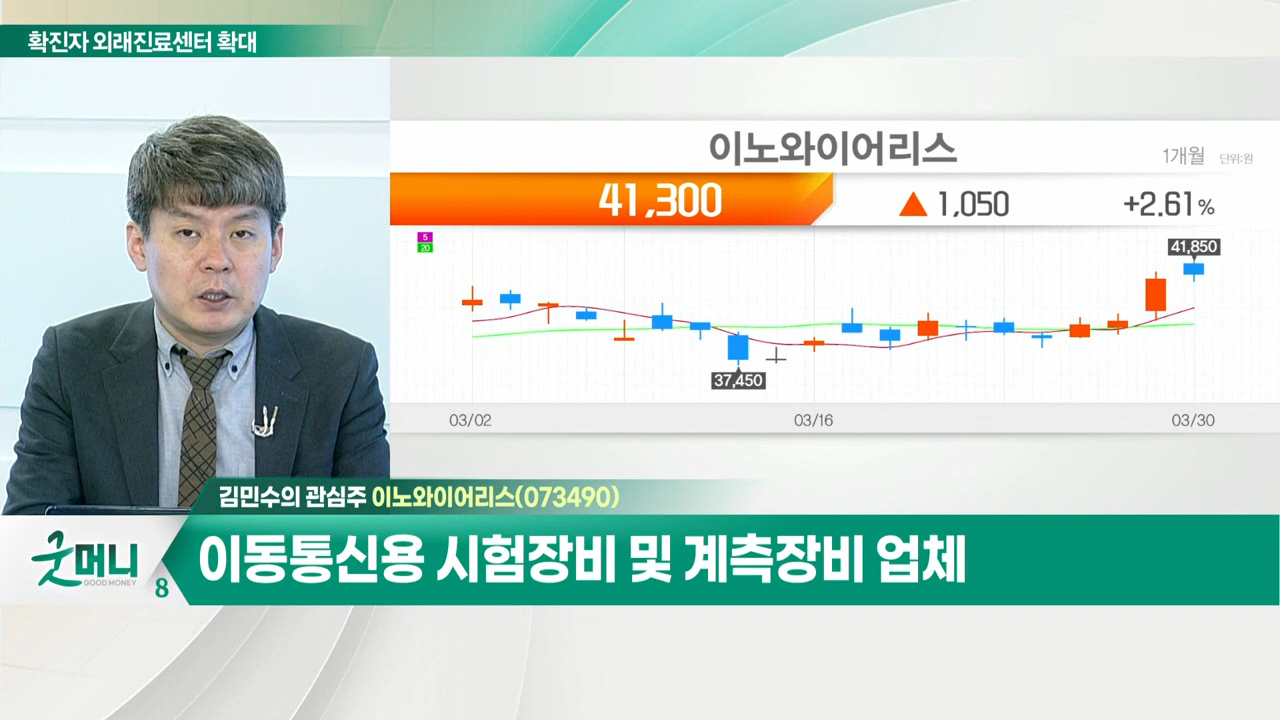 확진자 외래진료센터 확대
이노와이어리스
1개월 단위:원
41,300 ▲ 1,050 +2.61%
5
20
41,850
37,450
03/02 03/16 03/30
김민수의 관심주 이노와이어리스(073490)
이동통신용 시험장비 및 계측장비 업체
굿머니
GOOD MONEY
8